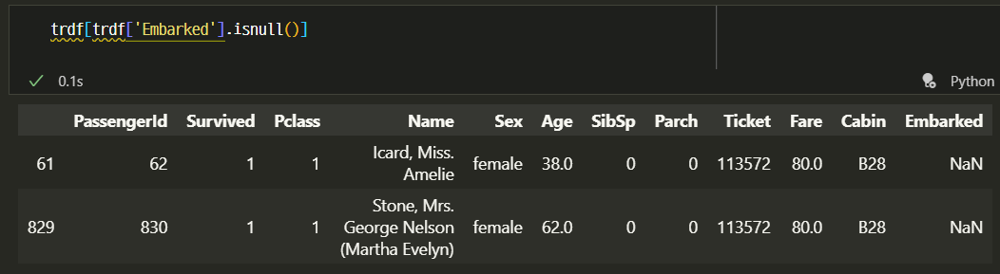 trdf[trdf['Embarked'].isnull()]
0.1s
Python
PassengerId Survived Pclass Name Sex Age SibSp Parch Ticket Fare Cabin Embarked
61 62 1 1 Icard, Miss. Amelie female 38.0 0 0 113572 80.0 B28 NaN
829 830 1 1 Stone, Mrs. George Nelson (Martha Evelyn) female 62.0 0 0 113572 80.0 B28 NaN